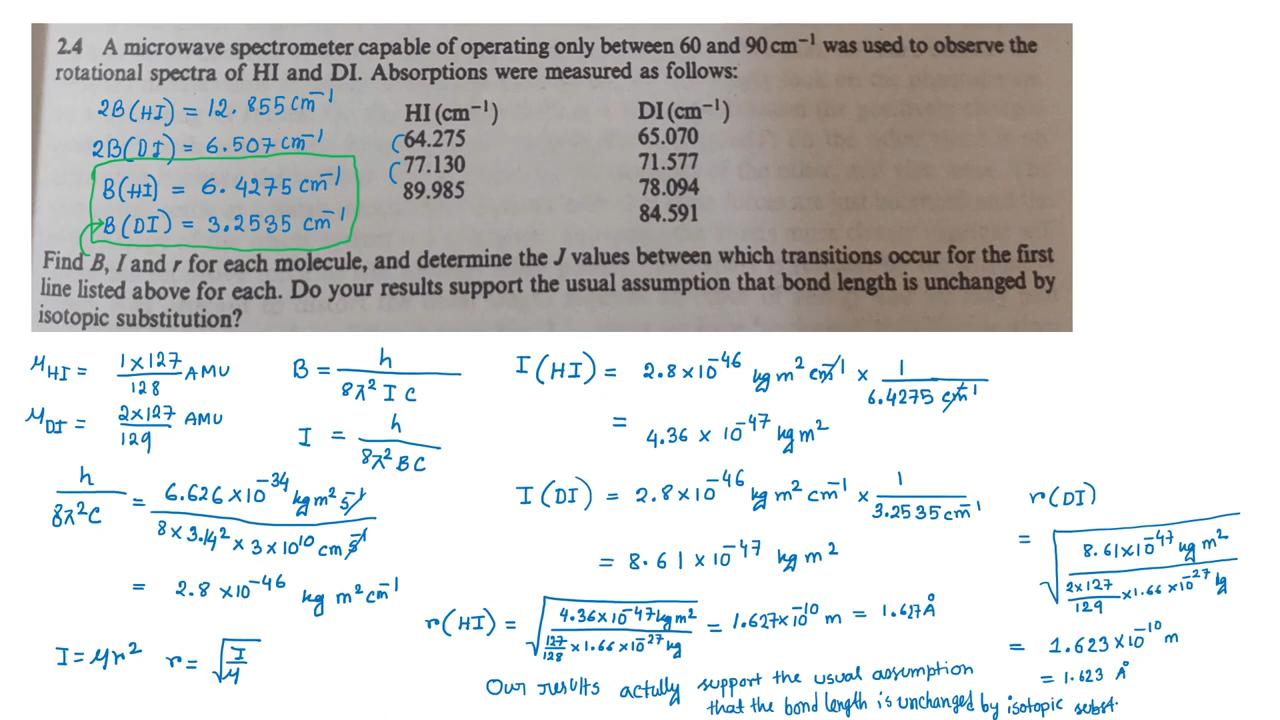 2.4 A microwave spectrometer capable of operating only between 60 and 90 cm⁻¹ was used to observe the
rotational spectra of HI and DI. Absorptions were measured as follows:
2B(HI) = 12.855 cm⁻¹
2B(DI) = 6.507 cm⁻¹
B(HI) = 6.4275 cm⁻¹
B(DI) = 3.2535 cm⁻¹
HI (cm⁻¹)
64.275
77.130
89.985
DI (cm⁻¹)
65.070
71.577
78.094
84.591
Find B, I and r for each molecule, and determine the J values between which transitions occur for the first
line listed above for each. Do your results support the usual assumption that bond length is unchanged by
isotopic substitution?
μHI = 1×127/128 AMU
μDI = 2×127/129 AMU
B = h/8π² I C
I = h/8π² BC
h/8π²C = 6.626×10⁻³⁴ kg m² s⁻¹/8×3.14²×3×10¹⁰ cm s⁻¹
= 2.8×10⁻⁴⁶ kg m² cm⁻¹
I = μr² r = √I/μ
I(HI) = 2.8×10⁻⁴⁶ kg m² cm⁻¹ × 1/6.4275 cm⁻¹
= 4.36 × 10⁻⁴⁷ kg m²
I(DI) = 2.8×10⁻⁴⁶ kg m² cm⁻¹ × 1/3.2535 cm⁻¹
= 8.61 × 10⁻⁴⁷ kg m²
r(HI) = √4.36×10⁻⁴⁷ kg m²/127/128 × 1.66×10⁻²⁷ kg = 1.627×10⁻¹⁰ m = 1.627Å
r(DI)
= √8.61×10⁻⁴⁷ kg m²/2×127/129 ×1.66×10⁻²⁷ kg
= 1.623×10⁻¹⁰ m
= 1.623 Å
Our results actully support the usual assumption
that the bond length is unchanged by isotopic subst.